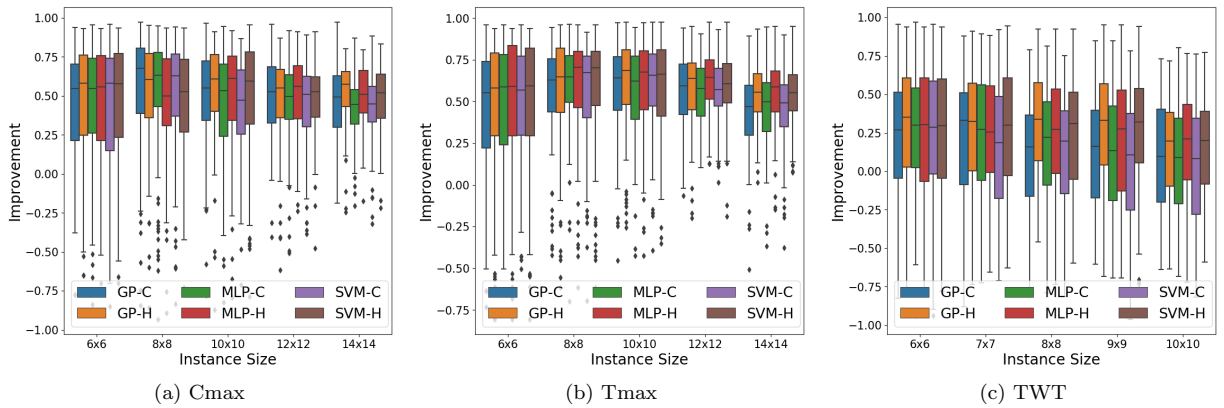 1.00
0.75
0.50
0.25
0.00
−0.25
−0.50
−0.75
−1.00
Improvement
GP-C MLP-C SVM-C
GP-H MLP-H SVM-H
6x6 8x8 10x10 12x12 14x14
Instance Size
(a) Cmax
1.00
0.75
0.50
0.25
0.00
−0.25
−0.50
−0.75
Improvement
GP-C MLP-C SVM-C
GP-H MLP-H SVM-H
6x6 8x8 10x10 12x12 14x14
Instance Size
(b) Tmax
1.00
0.75
0.50
0.25
0.00
−0.25
−0.50
−0.75
−1.00
Improvement
GP-C MLP-C SVM-C
GP-H MLP-H SVM-H
6x6 7x7 8x8 9x9 10x10
Instance Size
(c) TWT